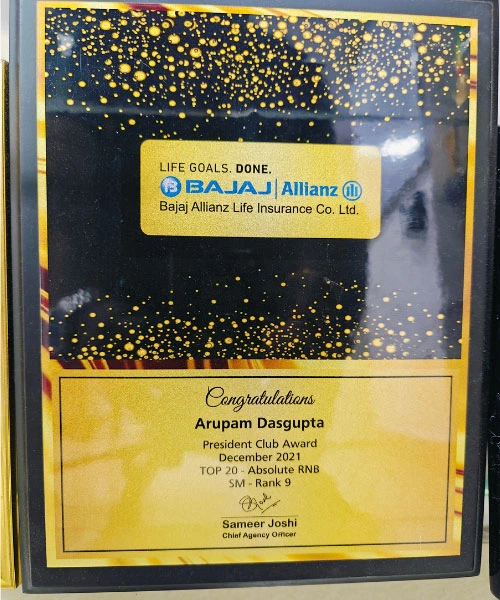 LIFE GOALS. DONE.
B BAJAJ | Allianz
Bajaj Allianz Life Insurance Co. Ltd.
Congratulations
Arupam Dasgupta
President Club Award
December 2021
TOP 20 - Absolute RNB
SM - Rank 9
Sameer Joshi
Chief Agency Officer